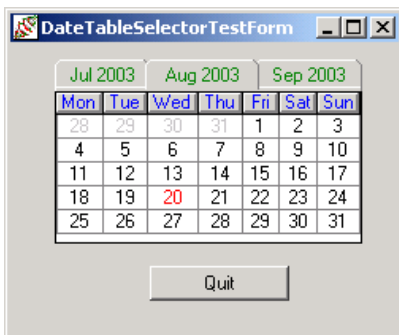 DateTableSelectorTestForm
Jul 2003 Aug 2003 Sep 2003
Mon Tue Wed Thu Fri Sat Sun
28 29 30 31 1 2 3
4 5 6 7 8 9 10
11 12 13 14 15 16 17
18 19 20 21 22 23 24
25 26 27 28 29 30 31
Quit